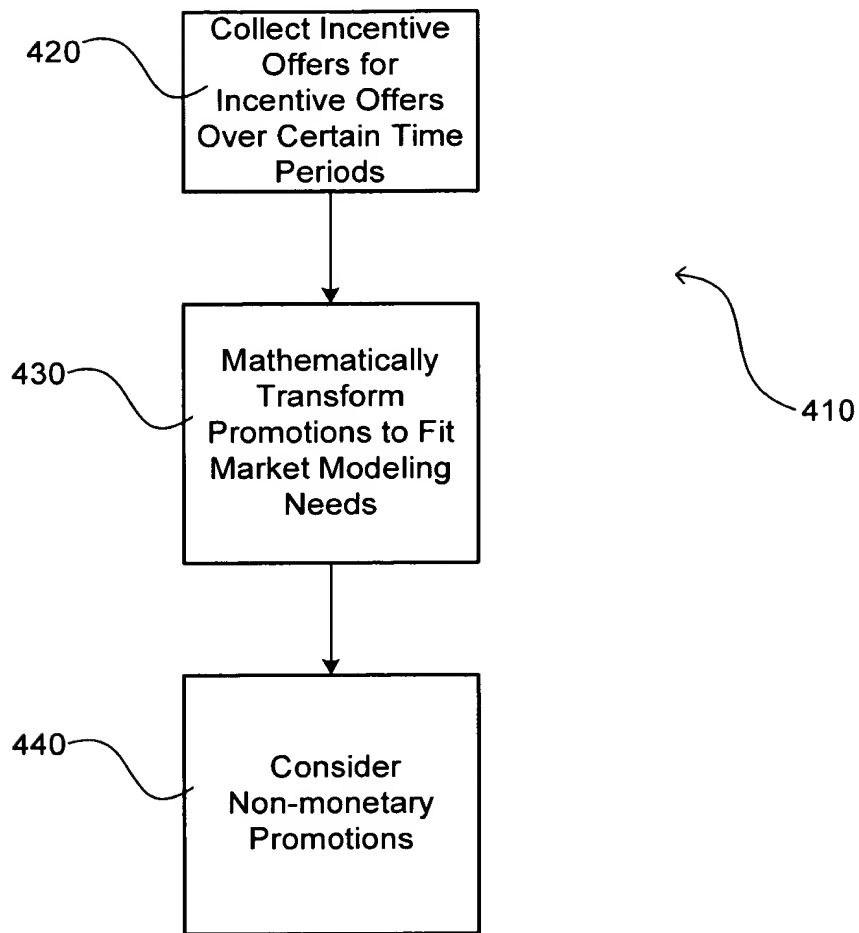 420
Collect Incentive
Offers for
Incentive Offers
Over Certain Time
Periods
430
Mathematically
Transform
Promotions to Fit
Market Modeling
Needs
410
440
Consider
Non-monetary
Promotions